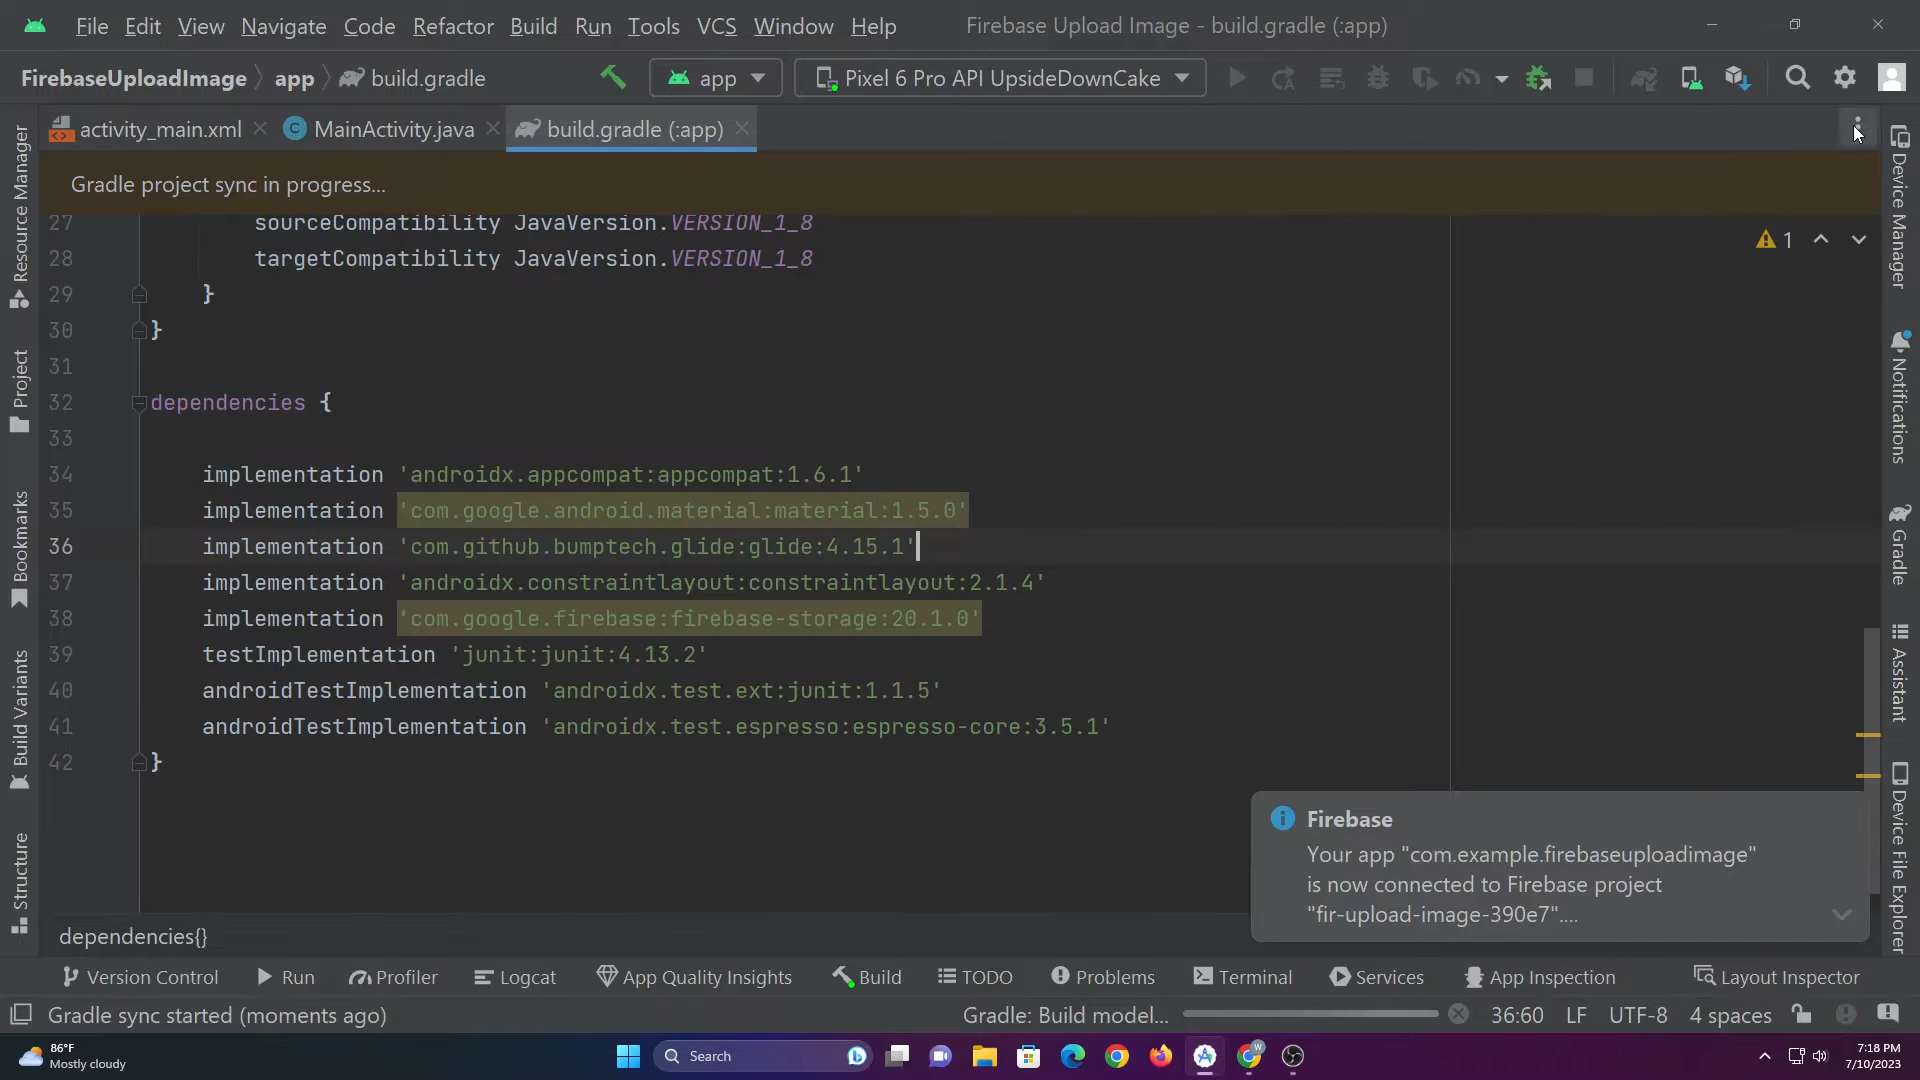 File Edit View Navigate Code Refactor Build Run Tools VCS Window Help Firebase Upload Image - build.gradle (:app)
FirebaseUploadImage app build.gradle app Pixel 6 Pro API UpsideDownCake
activity_main.xml MainActivity.java build.gradle (:app)
Gradle project sync in progress...
1
27 sourceCompatibility JavaVersion.VERSION_1_8
28 targetCompatibility JavaVersion.VERSION_1_8
29 }
30 }
31
32 dependencies {
33
34 implementation 'androidx.appcompat:appcompat:1.6.1'
35 implementation 'com.google.android.material:material:1.5.0'
36 implementation 'com.github.bumptech.glide:glide:4.15.1'
37 implementation 'androidx.constraintlayout:constraintlayout:2.1.4'
38 implementation 'com.google.firebase:firebase-storage:20.1.0'
39 testImplementation 'junit:junit:4.13.2'
40 androidTestImplementation 'androidx.test.ext:junit:1.1.5'
41 androidTestImplementation 'androidx.test.espresso:espresso-core:3.5.1'
42 }
Resource Manager
Project
Bookmarks
Build Variants
Structure
Device Manager
Notifications
Gradle
Assistant
Device File Explorer
Firebase
Your app "com.example.firebaseuploadimage"
is now connected to Firebase project
"fir-upload-image-390e7"....
dependencies{}
Version Control Run Profiler Logcat App Quality Insights Build TODO Problems Terminal Services App Inspection Layout Inspector
Gradle sync started (moments ago) Gradle: Build model... 36:60 LF UTF-8 4 spaces
86°F
Mostly cloudy
Search
7:18 PM
7/10/2023